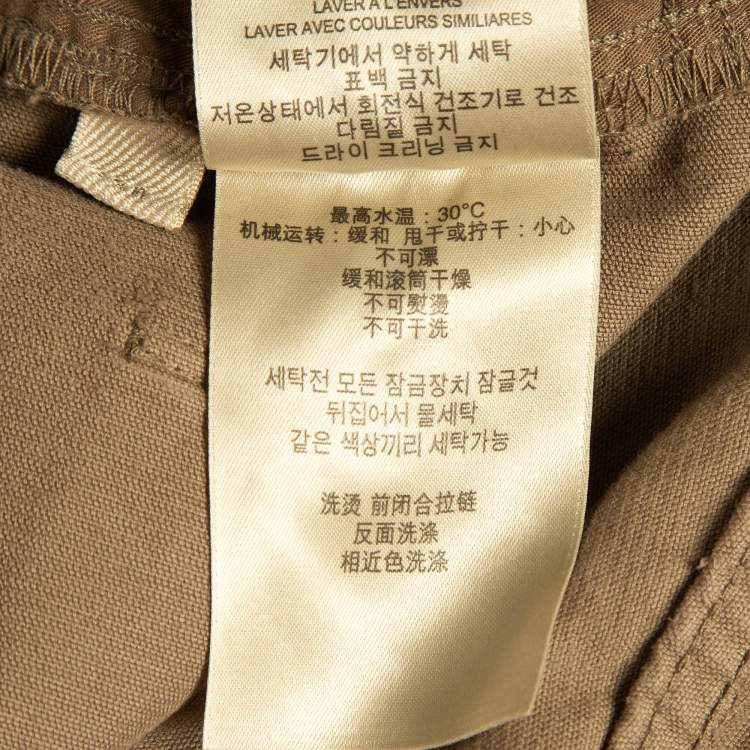 LAVER A L'ENVERS
LAVER AVEC COULEURS SIMILIARES
세탁기에서 약하게 세탁
표백 금지
저온상태에서 회전식 건조기로 건조
다림질 금지
드라이 크리닝 금지
最高水温：30°C
机械运转：缓和 甩干或拧干：小心
不可漂
缓和滚筒干燥
不可熨烫
不可干洗
세탁전 모든 잠금장치 잠글것
뒤집어서 물세탁
같은 색상끼리 세탁가능
洗烫 前闭合拉链
反面洗涤
相近色洗涤